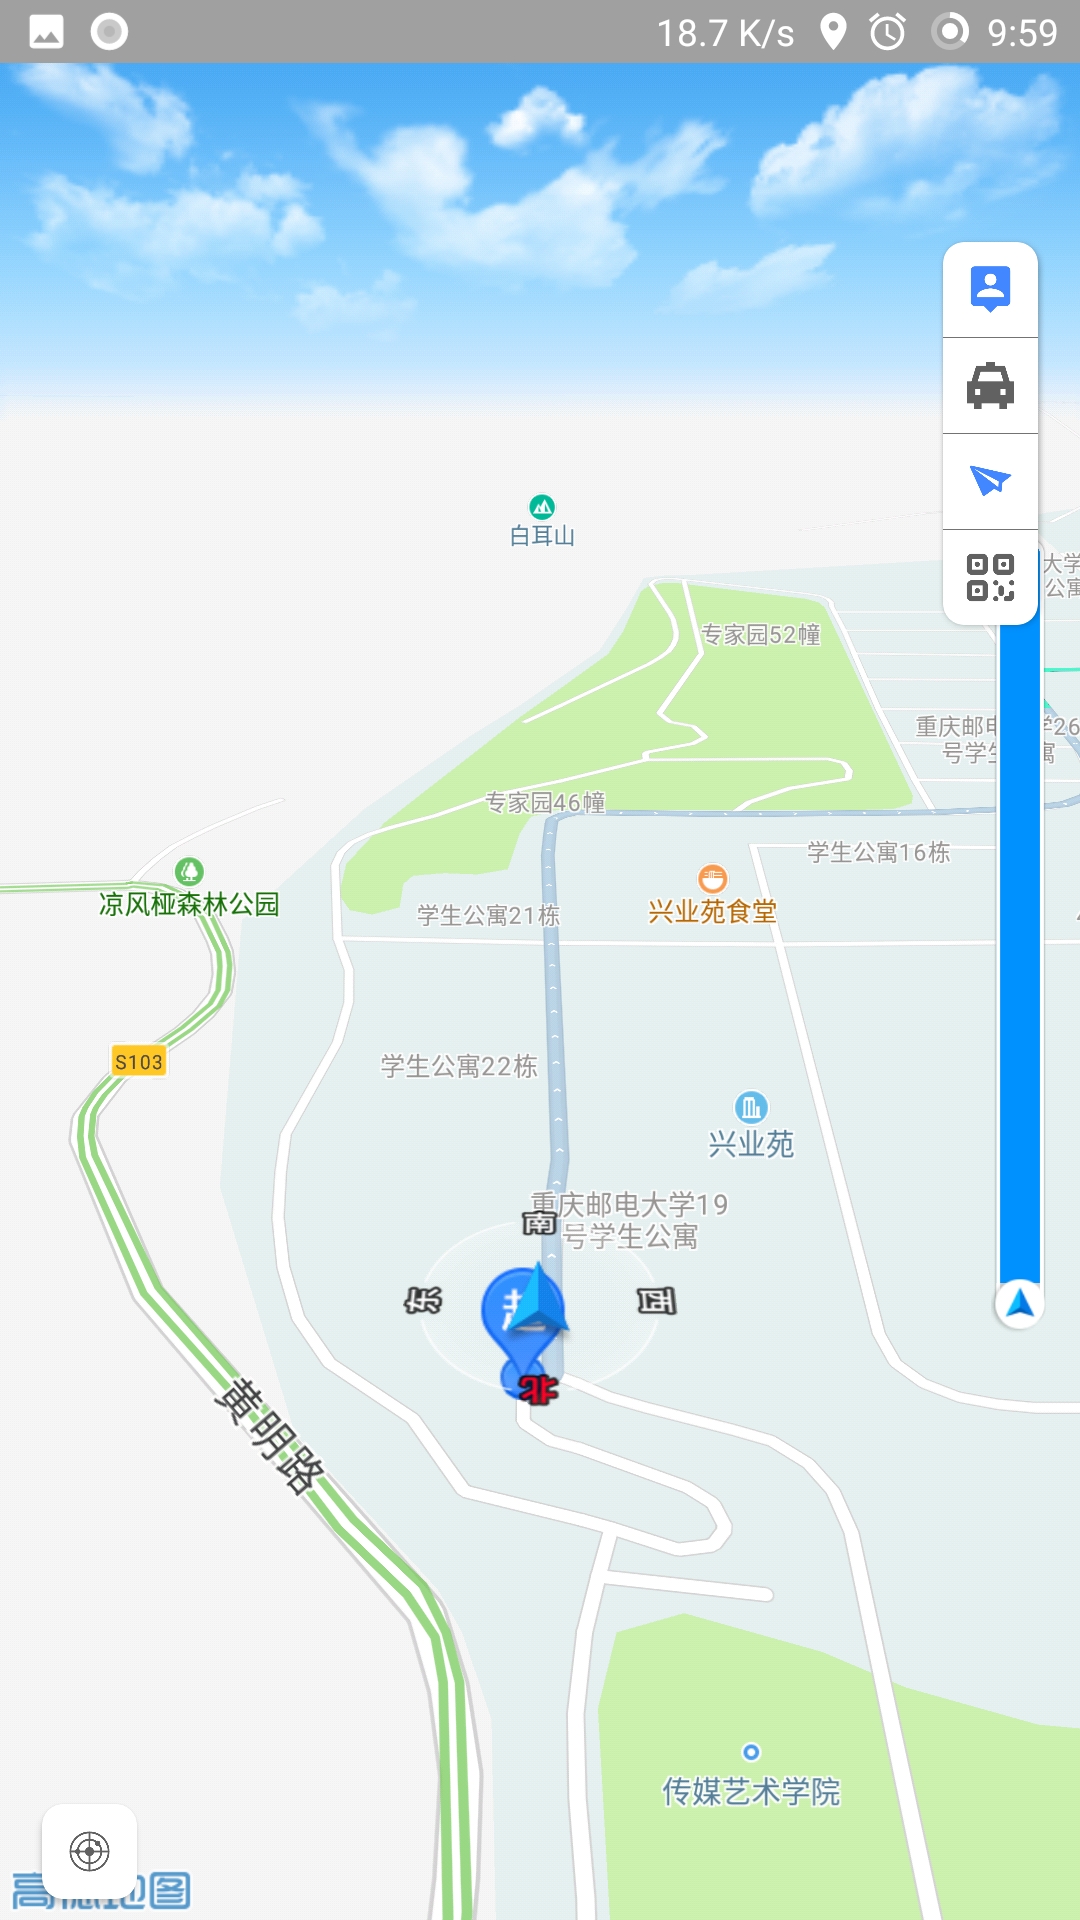 18.7 K/s
9:59
白耳山
大学
公寓
专家园52幢
重庆邮电
学26
号学生
寓
专家园46幢
学生公寓16栋
凉风桠森林公园
学生公寓21栋
兴业苑食堂
S103
学生公寓22栋
兴业苑
重庆邮电大学19
号学生公寓
南
东
西
北
黄明路
传媒艺术学院
高德地图